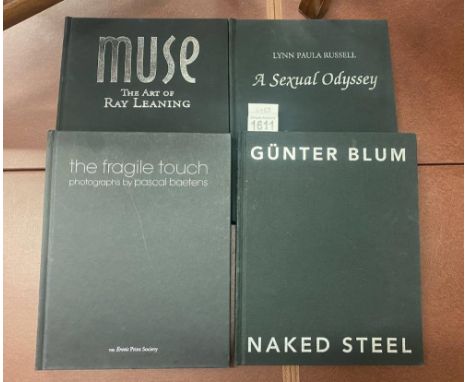 muse
THE ART OF
RAY LEANING
LYNN PAULA RUSSELL
A Sexual Odyssey
1611
the fragile touch
photographs by pascal baetens
THE Erotic Print Society
GÜNTER BLUM
NAKED STEEL